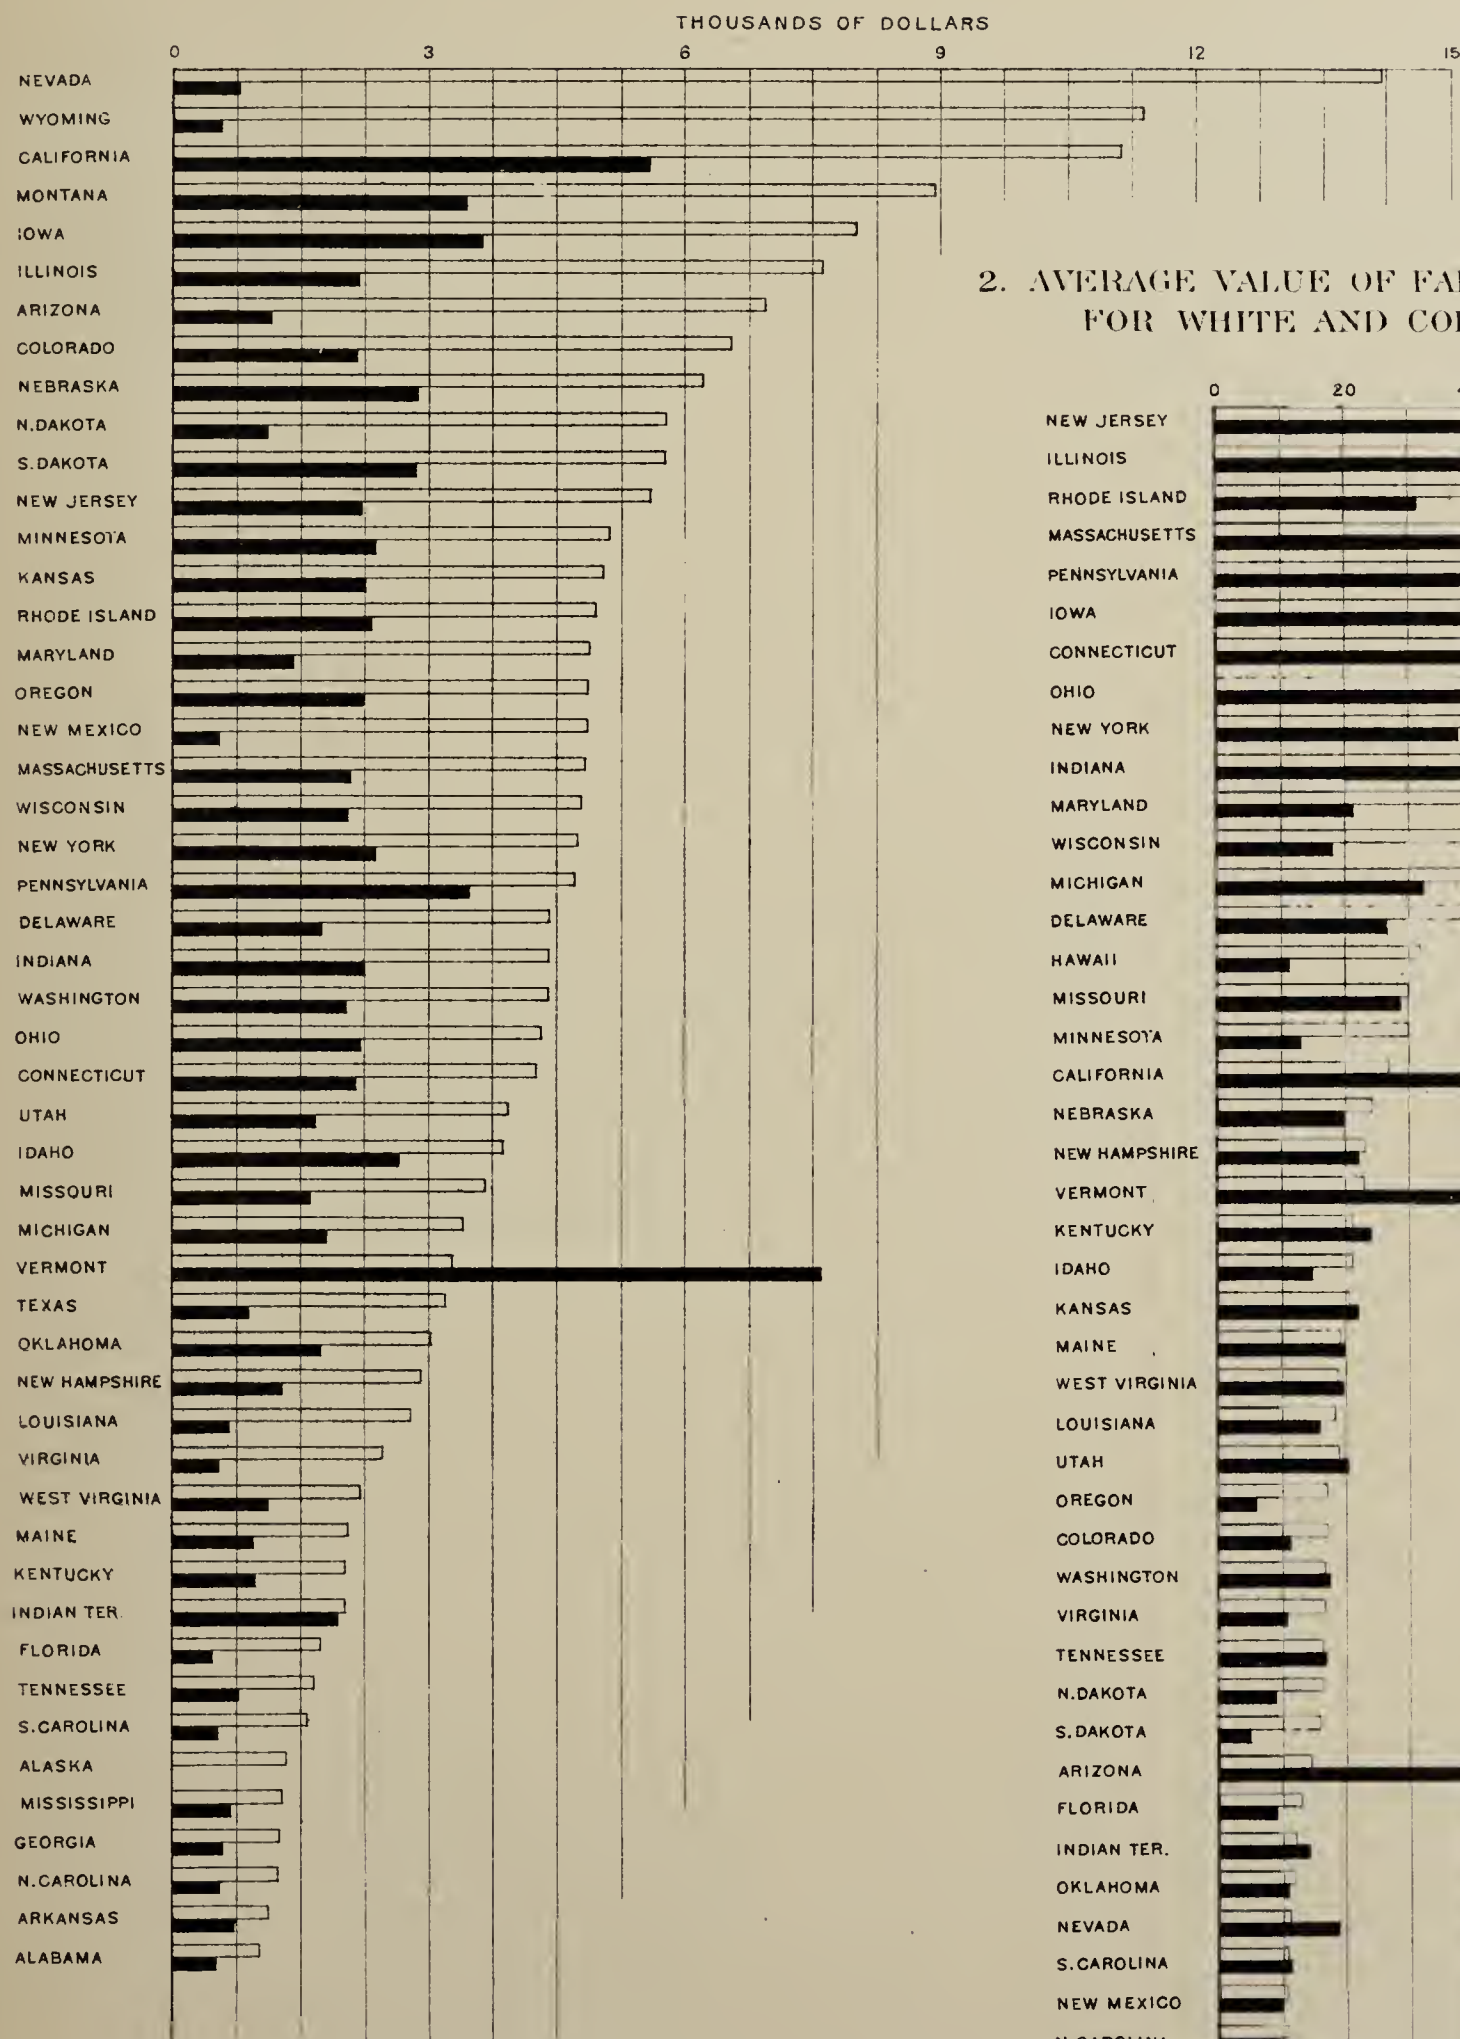 THOUSANDS OF DOLLARS
0 3 6 9 12 15
NEVADA
WYOMING
CALIFORNIA
MONTANA
IOWA
ILLINOIS
ARIZONA
COLORADO
NEBRASKA
N.DAKOTA
S.DAKOTA
NEW JERSEY
MINNESOTA
KANSAS
RHODE ISLAND
MARYLAND
OREGON
NEW MEXICO
MASSACHUSETTS
WISCONSIN
NEW YORK
PENNSYLVANIA
DELAWARE
INDIANA
WASHINGTON
OHIO
CONNECTICUT
UTAH
IDAHO
MISSOURI
MICHIGAN
VERMONT
TEXAS
OKLAHOMA
NEW HAMPSHIRE
LOUISIANA
VIRGINIA
WEST VIRGINIA
MAINE
KENTUCKY
INDIAN TER.
FLORIDA
TENNESSEE
S.CAROLINA
ALASKA
MISSISSIPPI
GEORGIA
N.CAROLINA
ARKANSAS
ALABAMA
2. AVERAGE VALUE OF FA
FOR WHITE AND CO
0 20
NEW JERSEY
ILLINOIS
RHODE ISLAND
MASSACHUSETTS
PENNSYLVANIA
IOWA
CONNECTICUT
OHIO
NEW YORK
INDIANA
MARYLAND
WISCONSIN
MICHIGAN
DELAWARE
HAWAII
MISSOURI
MINNESOTA
CALIFORNIA
NEBRASKA
NEW HAMPSHIRE
VERMONT
KENTUCKY
IDAHO
KANSAS
MAINE
WEST VIRGINIA
LOUISIANA
UTAH
OREGON
COLORADO
WASHINGTON
VIRGINIA
TENNESSEE
N.DAKOTA
S.DAKOTA
ARIZONA
FLORIDA
INDIAN TER.
OKLAHOMA
NEVADA
S.CAROLINA
NEW MEXICO